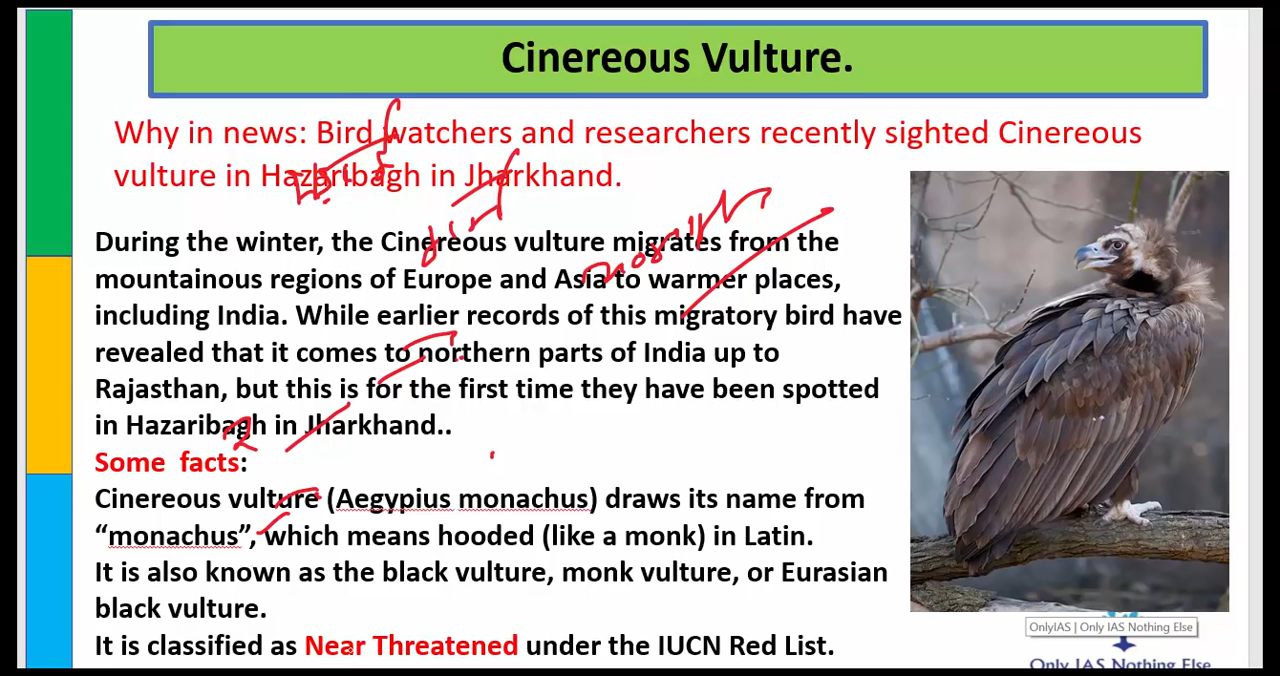 Cinereous Vulture.
Why in news: Bird watchers and researchers recently sighted Cinereous
vulture in Hazaribagh in Jharkhand.
During the winter, the Cinereous vulture migrates from the
mountainous regions of Europe and Asia to warmer places,
including India. While earlier records of this migratory bird have
revealed that it comes to northern parts of India up to
Rajasthan, but this is for the first time they have been spotted
in Hazaribagh in Jharkhand..
Some facts:
Cinereous vulture (Aegypius monachus) draws its name from
“monachus”, which means hooded (like a monk) in Latin.
It is also known as the black vulture, monk vulture, or Eurasian
black vulture.
It is classified as Near Threatened under the IUCN Red List.
OnlyIAS | Only IAS Nothing Else
Only IAS Nothing Else